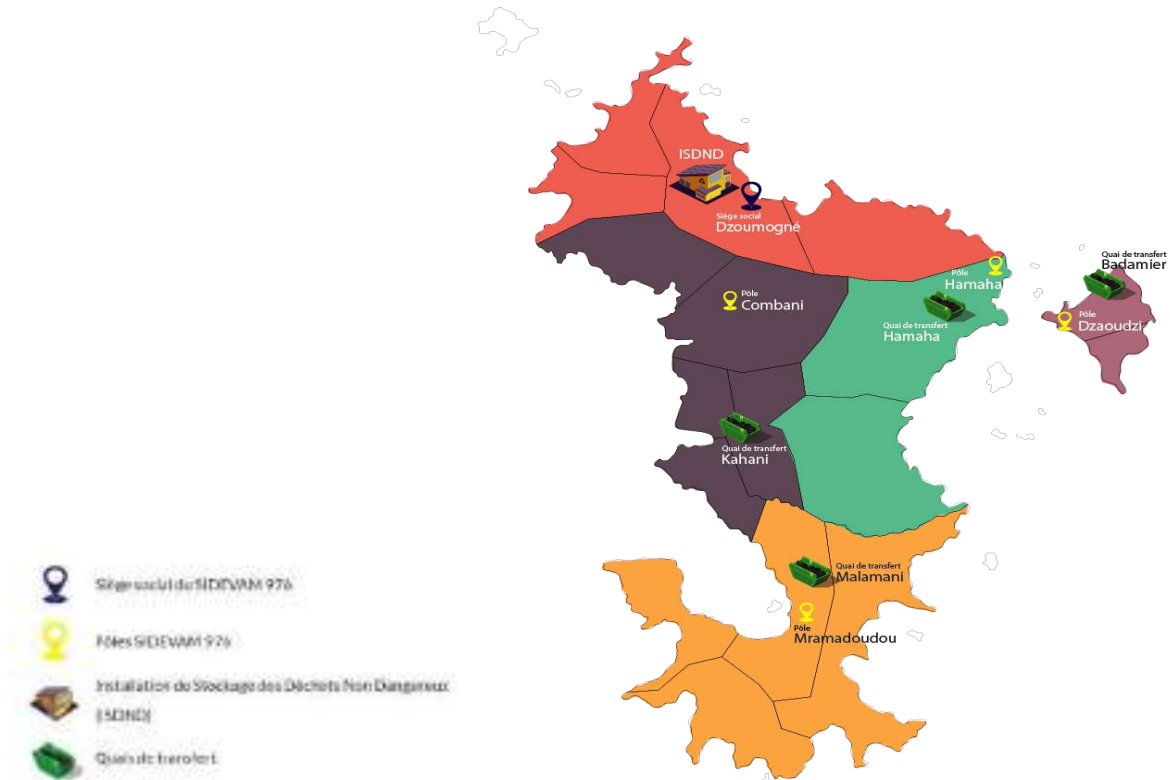 ISDND
Siège social
Dzoumogné
Quai de transfert
Badamier
Pôle
Hamaha
Pôle
Combani
Pôle
Dzaoudzi
Quai de transfert
Hamaha
Quai de transfert
Kahani
Quai de transfert
Malamani
Pôle
Mramadoudou
Siège social du SIDEVAM 976
Pôles SIDEVAM 976
Installation de Stockage des Déchets Non Dangereux
(ISDND)
Quais de transfert